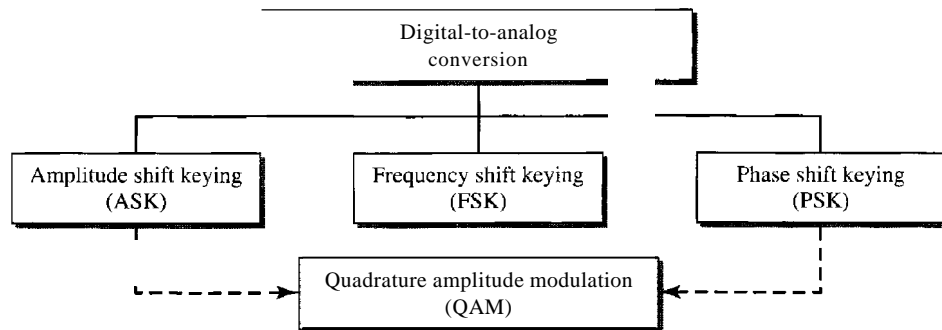 Digital-to-analog
conversion
Amplitude shift keying
(ASK)
Frequency shift keying
(FSK)
Phase shift keying
(PSK)
Quadrature amplitude modulation
(QAM)